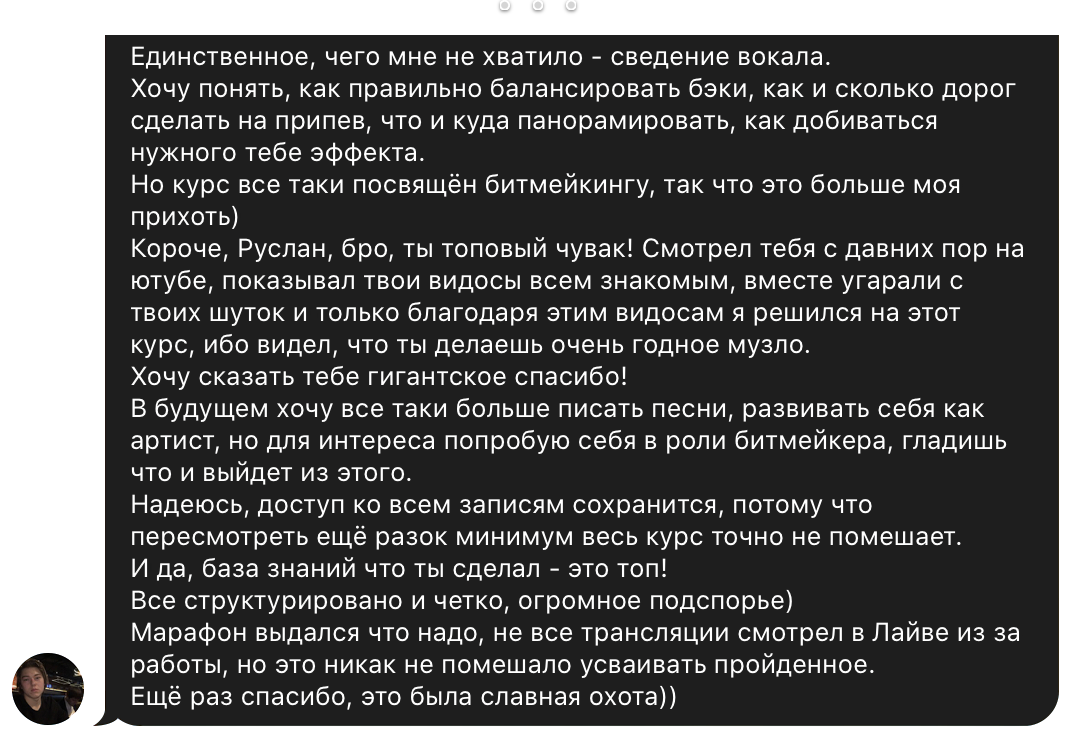 Единственное, чего мне не хватило - сведение вокала.
Хочу понять, как правильно балансировать бэки, как и сколько дорог
сделать на припев, что и куда панорамировать, как добиваться
нужного тебе эффекта.
Но курс все таки посвящён битмейкингу, так что это больше моя
прихоть)
Короче, Руслан, бро, ты топовый чувак! Смотрел тебя с давних пор на
ютубе, показывал твои видосы всем знакомым, вместе угарали с
твоих шуток и только благодаря этим видосам я решился на этот
курс, ибо видел, что ты делаешь очень годное музло.
Хочу сказать тебе гигантское спасибо!
В будущем хочу все таки больше писать песни, развивать себя как
артист, но для интереса попробую себя в роли битмейкера, гладишь
что и выйдет из этого.
Надеюсь, доступ ко всем записям сохранится, потому что
пересмотреть ещё разок минимум весь курс точно не помешает.
И да, база знаний что ты сделал - это топ!
Все структурировано и четко, огромное подспорье)
Марафон выдался что надо, не все трансляции смотрел в Лайве из за
работы, но это никак не помешало усваивать пройденное.
Ещё раз спасибо, это была славная охота))